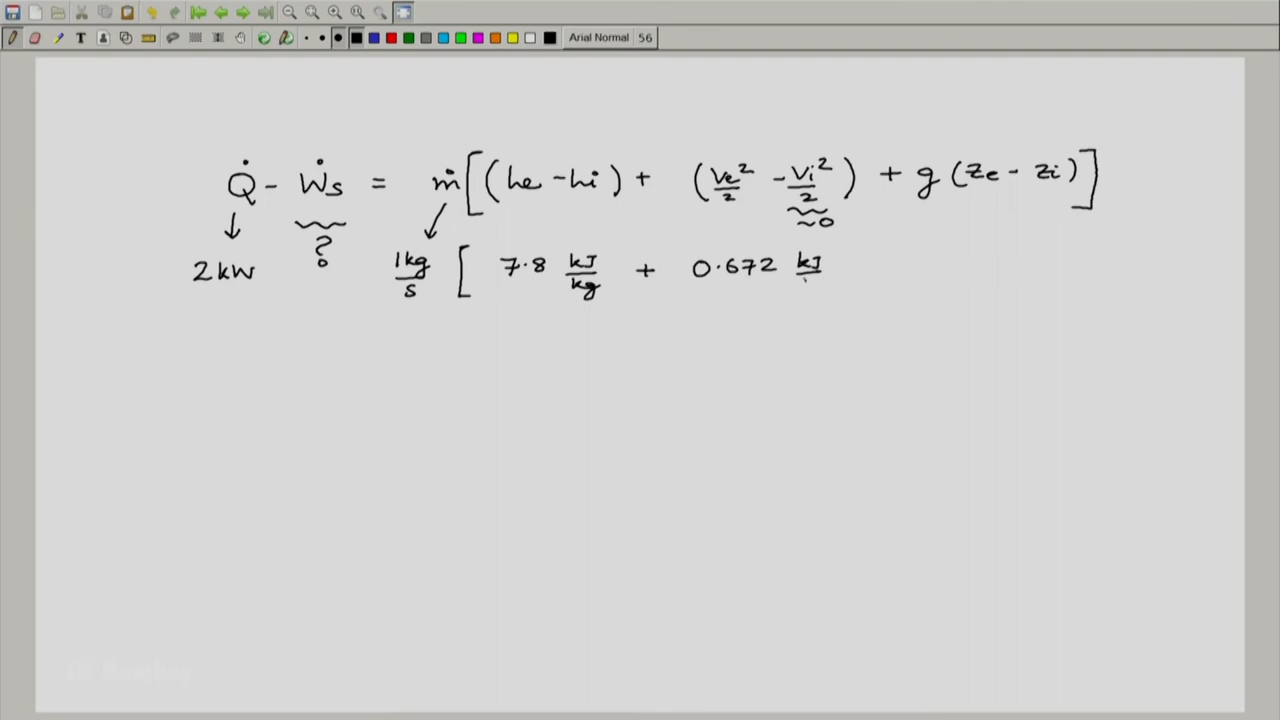 Arial Normal 56
Q̇ - Ẇs = ṁ[(he - hi) + (Ve²/2 - Vi²/2) + g(ze - zi)]
≈0
?
2kW 1kg/s [ 7.8 kJ/kg + 0.672 kJ